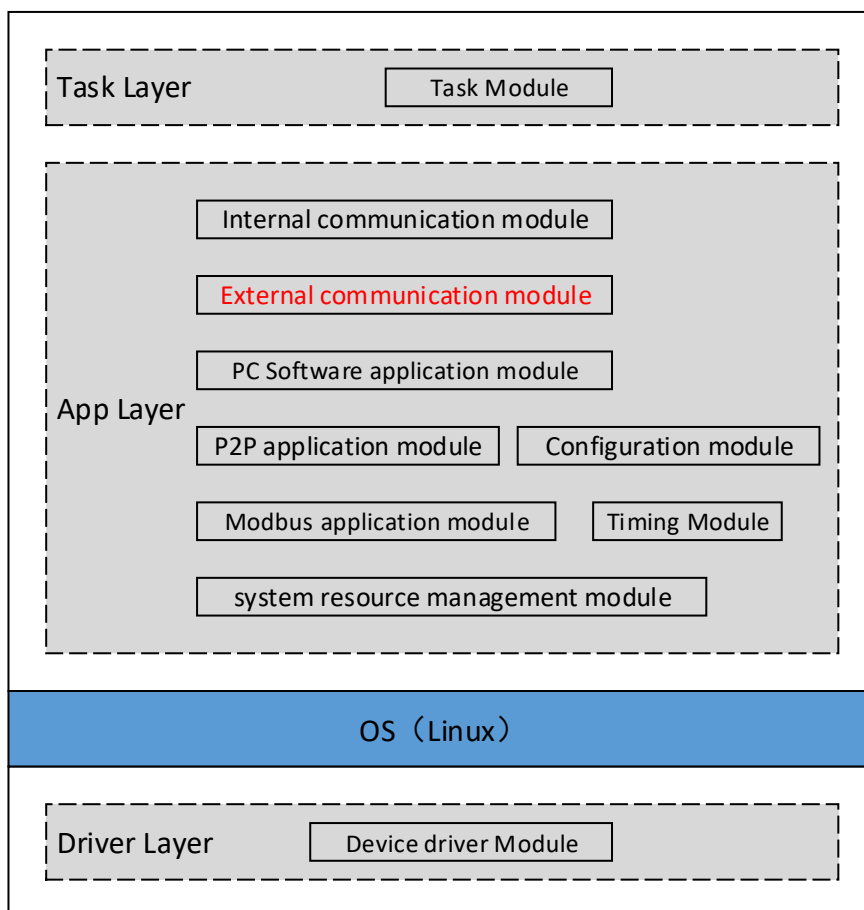 Task Layer
Task Module
Internal communication module
External communication module
PC Software application module
App Layer
P2P application module
Configuration module
Modbus application module
Timing Module
system resource management module
OS（Linux）
Driver Layer
Device driver Module